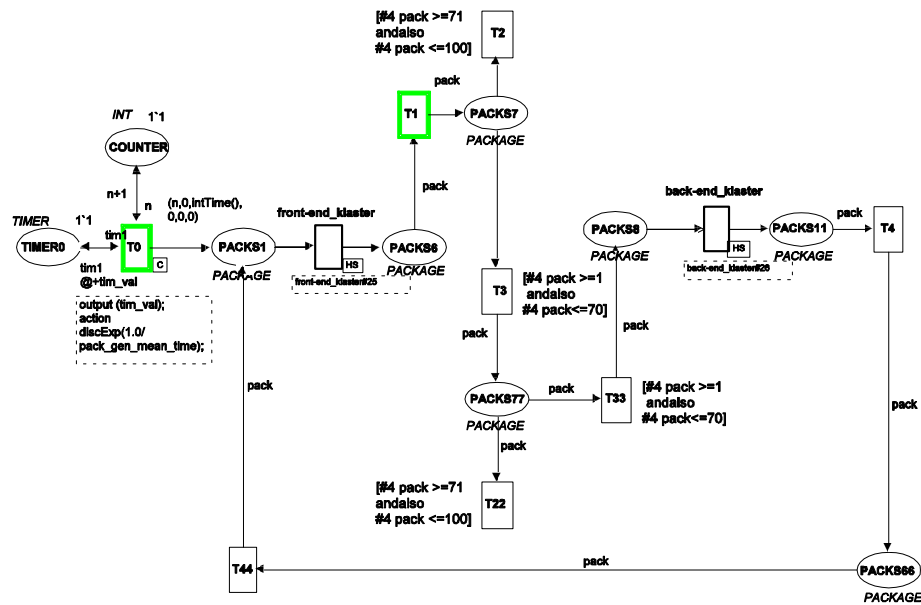 [#4 pack >=71
andalso
#4 pack <=100]
T2
pack
T1
PACKS7
PACKAGE
INT
1`1
COUNTER
n+1
n
(n,0,intTime(),
0,0,0)
TIMER
1`1
TIMER0
tim1
T0
C
tim1
@+tim_val
output (tim_val);
action
discExp(1.0/
pack_gen_mean_time);
PACKS1
PACKAGE
front-end_klaster
HS
front-end_klaster#25
pack
PACKS6
PACKAGE
T3
[#4 pack >=1
andalso
#4 pack<=70]
pack
PACKS8
PACKAGE
back-end_klaster
HS
back-end_klaster#26
PACKS11
PACKAGE
pack
T4
pack
pack
pack
PACKS77
PACKAGE
pack
T33
[#4 pack >=1
andalso
#4 pack<=70]
pack
[#4 pack >=71
andalso
#4 pack <=100]
T22
T44
pack
PACKS66
PACKAGE